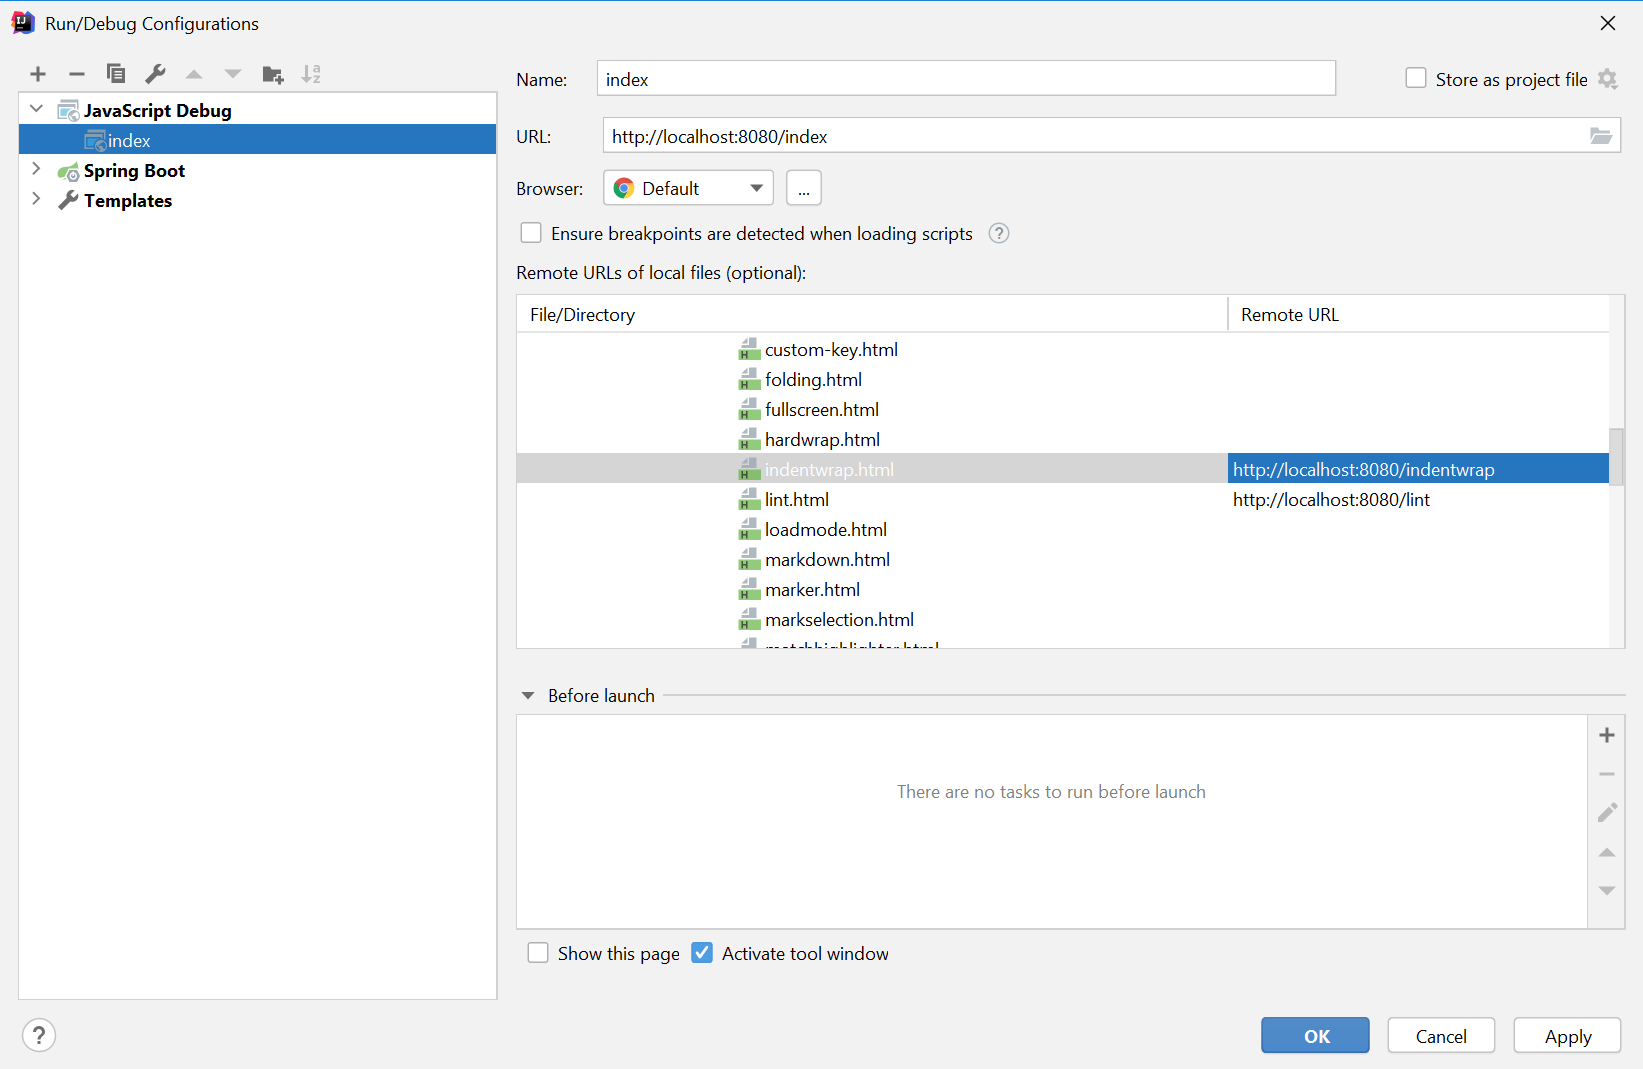 Run/Debug Configurations
JavaScript Debug
index
Spring Boot
Templates
Name: index Store as project file
URL: http://localhost:8080/index
Browser: Default ...
Ensure breakpoints are detected when loading scripts ?
Remote URLs of local files (optional):
File/Directory Remote URL
custom-key.html
folding.html
fullscreen.html
hardwrap.html
indentwrap.html http://localhost:8080/indentwrap
lint.html http://localhost:8080/lint
loadmode.html
markdown.html
marker.html
markselection.html
Before launch
There are no tasks to run before launch
Show this page Activate tool window
? OK Cancel Apply